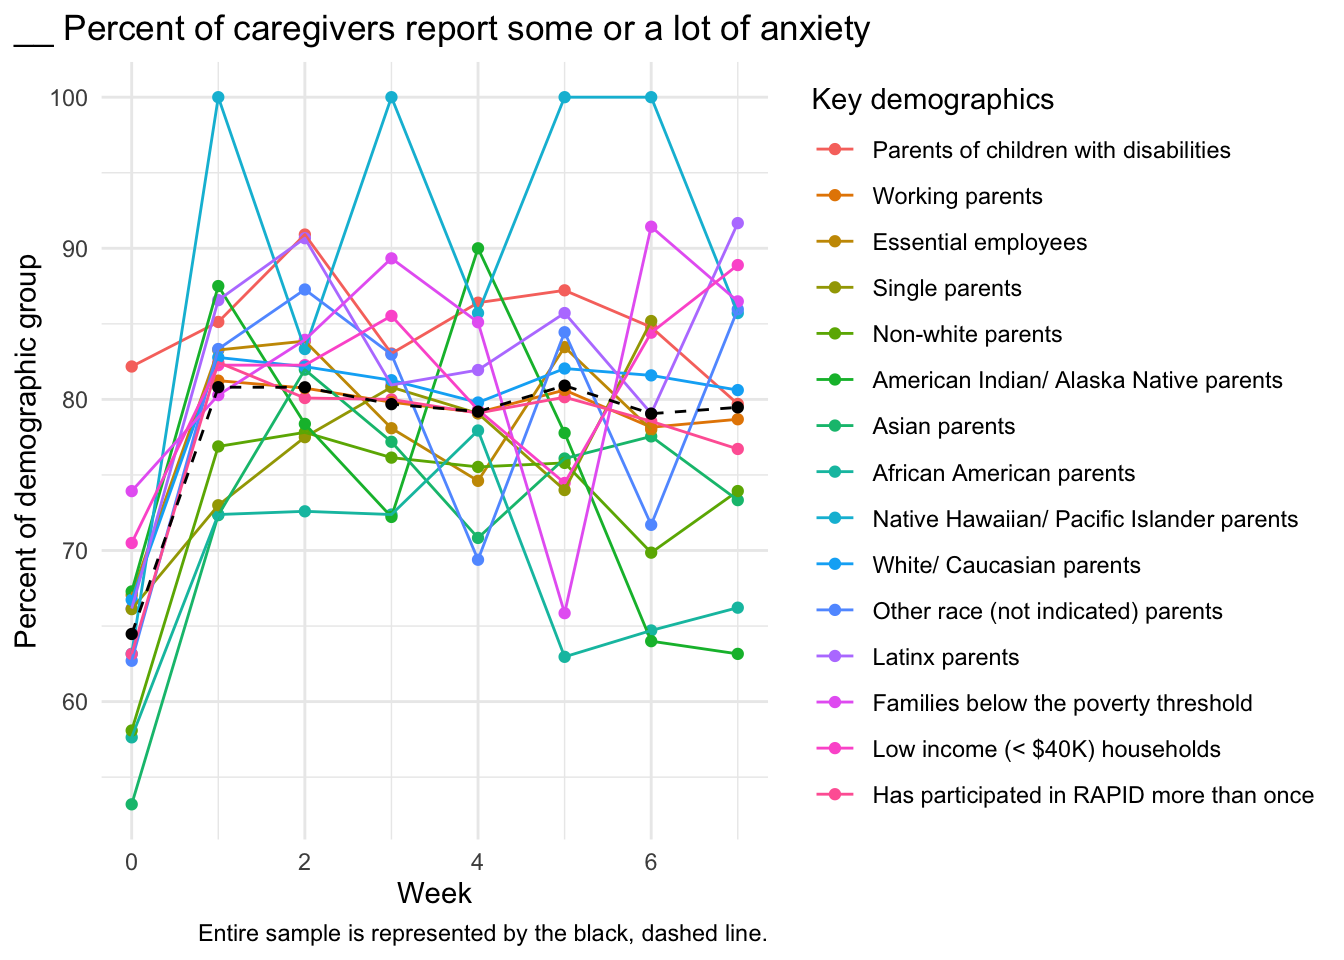 __ Percent of caregivers report some or a lot of anxiety
Percent of demographic group
100
90
80
70
60
0
2
4
6
Week
Entire sample is represented by the black, dashed line.
Key demographics
Parents of children with disabilities
Working parents
Essential employees
Single parents
Non-white parents
American Indian/ Alaska Native parents
Asian parents
African American parents
Native Hawaiian/ Pacific Islander parents
White/ Caucasian parents
Other race (not indicated) parents
Latinx parents
Families below the poverty threshold
Low income (< $40K) households
Has participated in RAPID more than once